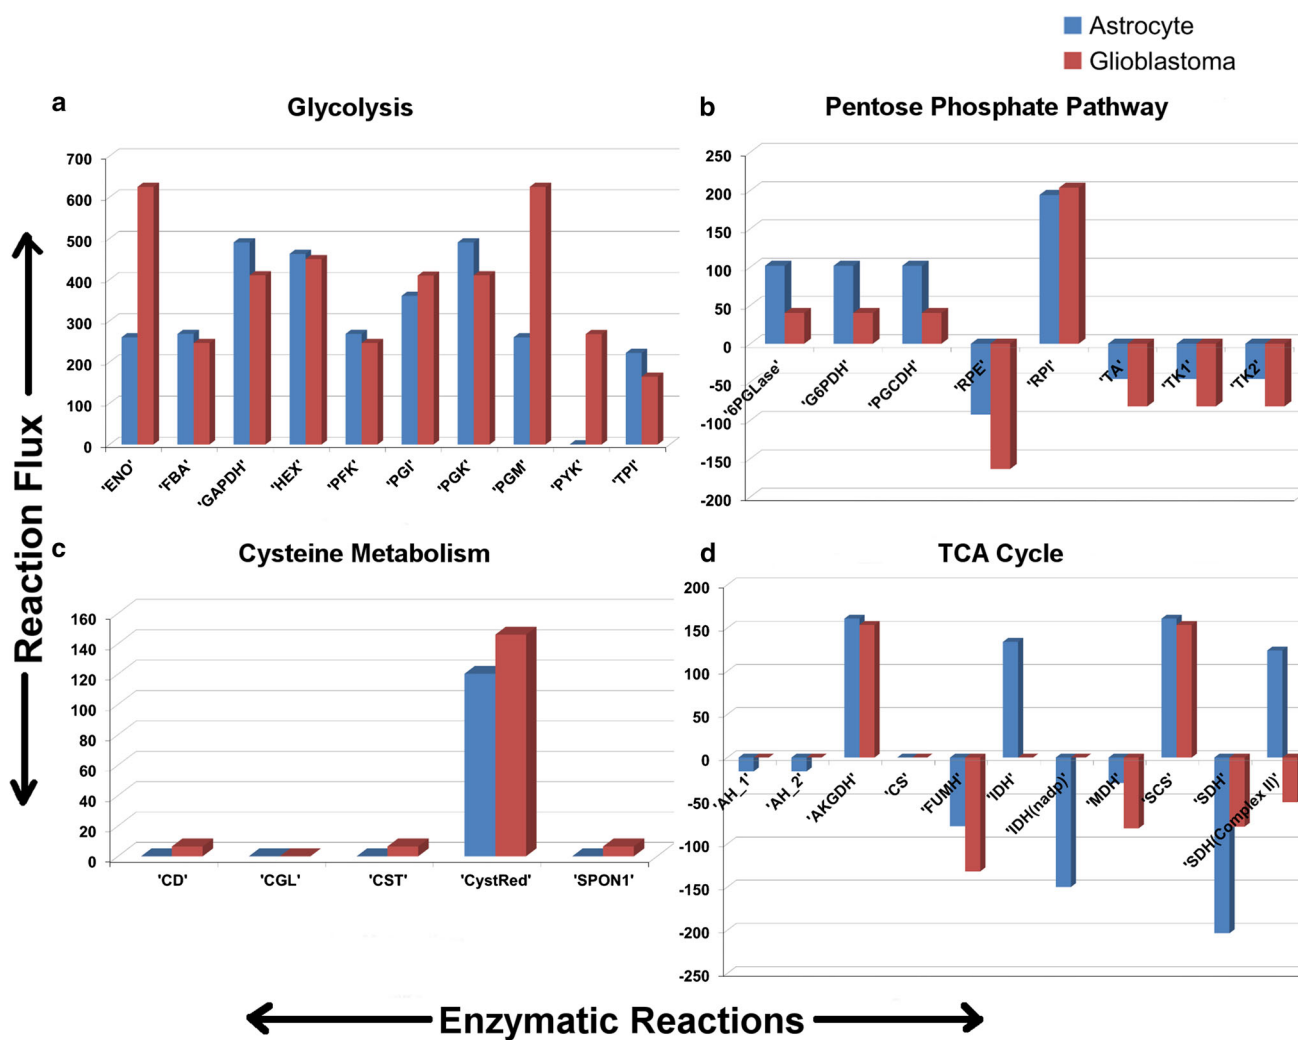 Astrocyte
Glioblastoma
a
Glycolysis
700
600
500
400
300
200
100
0
'ENO'
'FBA'
'GAPDH'
'HEX'
'PFK'
'PGI'
'PGK'
'PGM'
'PYK'
'TPI'
b
Pentose Phosphate Pathway
250
200
150
100
50
0
-50
-100
-150
-200
'6PGLase'
'G6PDH'
'PGCDH'
'RPE'
'RPI'
'TA'
'TK1'
'TK2'
Reaction Flux
c
Cysteine Metabolism
160
140
120
100
80
60
40
20
0
'CD'
'CGL'
'CST'
'CystRed'
'SPON1'
d
TCA Cycle
200
150
100
50
0
-50
-100
-150
-200
-250
'AH_1'
'AH_2'
'AKGDH'
'CS'
'FUMH'
'IDH'
'IDH(nadp)'
'MDH'
'SCS'
'SDH'
'SDH(Complex II)'
Enzymatic Reactions